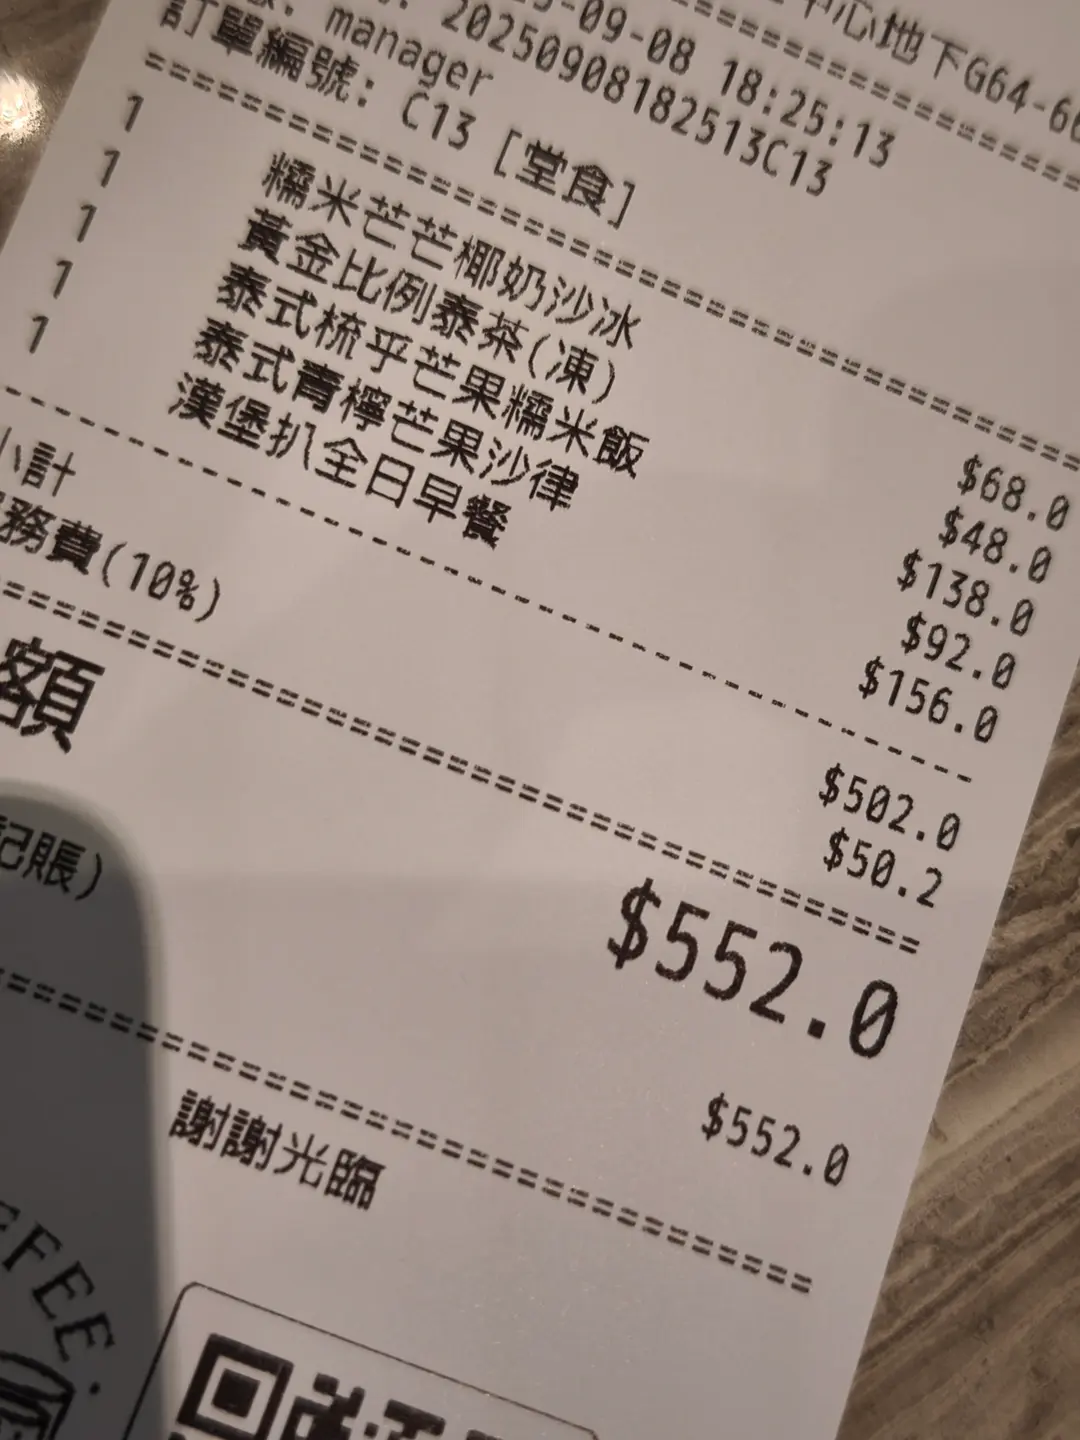 中心地下G64-66
-09-08 18:25:13
20250908182513C13
manager
訂單編號: C13 [堂食]
1 糯米芒芒椰奶沙冰 $68.0
1 黃金比例泰茶(凍) $48.0
1 泰式梳乎芒果糯米飯 $138.0
1 泰式青檸芒果沙律 $92.0
1 漢堡扒全日早餐 $156.0
小計 $502.0
務費(10%) $50.2
額 $552.0
記賬) $552.0
謝謝光臨
FFEE.